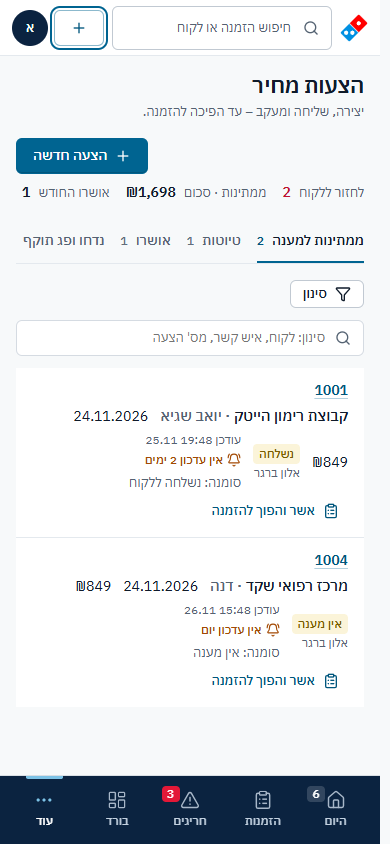 חיפוש הזמנה או לקוח
א
הצעות מחיר
יצירה, שליחה ומעקב – עד הפיכה להזמנה.
הצעה חדשה
לחזור ללקוח 2 ממתינות · סכום ₪1,698 אושרו החודש 1
ממתינות למענה 2 טיוטות 1 אושרו 1 נדחו ופג תוקף
סינון
סינון: לקוח, איש קשר, מס' הצעה
1001
קבוצת רימון הייטק · יואב שגיא 24.11.2026
עודכן 25.11 19:48
₪849 נשלחה אין עדכון 2 ימים
אלון ברגר
סומנה: נשלחה ללקוח
אשר והפוך להזמנה
1004
מרכז רפואי שקד · דנה 24.11.2026 ₪849
עודכן 26.11 15:48
אין מענה אין עדכון יום
אלון ברגר
סומנה: אין מענה
אשר והפוך להזמנה
6 3
היום הזמנות חריגים בורד עוד